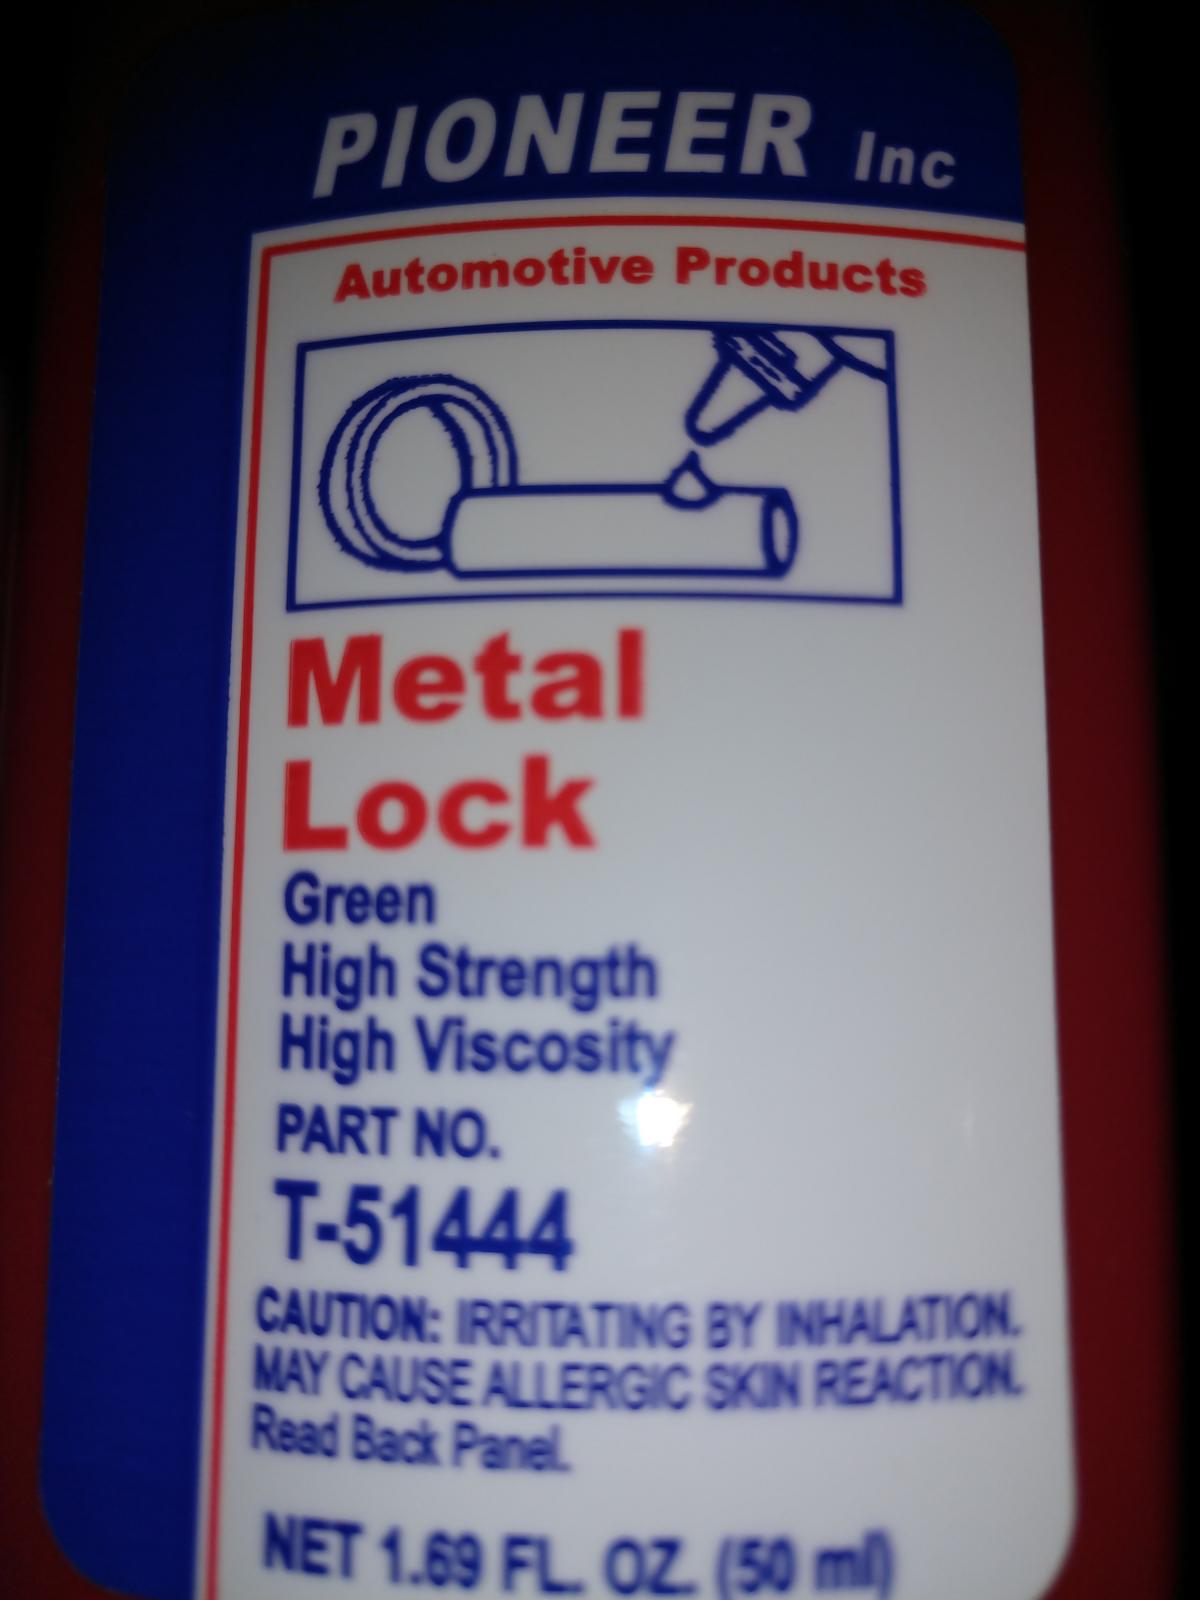 PIONEER Inc
Automotive Products
Metal
Lock
Green
High Strength
High Viscosity
PART NO.
T-51444
CAUTION: IRRITATING BY INHALATION.
MAY CAUSE ALLERGIC SKIN REACTION.
Read Back Panel.
NET 1.69 FL. OZ. (50 ml)